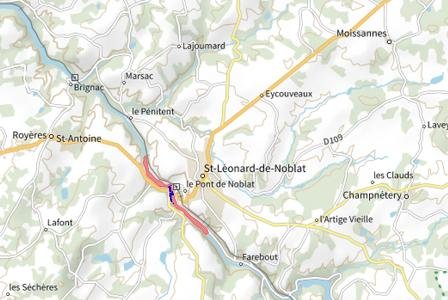 Moissannes
Lajoumard
Marsac
Brignac
Eycouveaux
le Pénitent
Royères
St-Antoine
D109
St-Léonard-de-Noblat
les Clauds
le Pont de Noblat
Champnétery
Lafont
l'Artige Vieille
Farebout
les Séchères